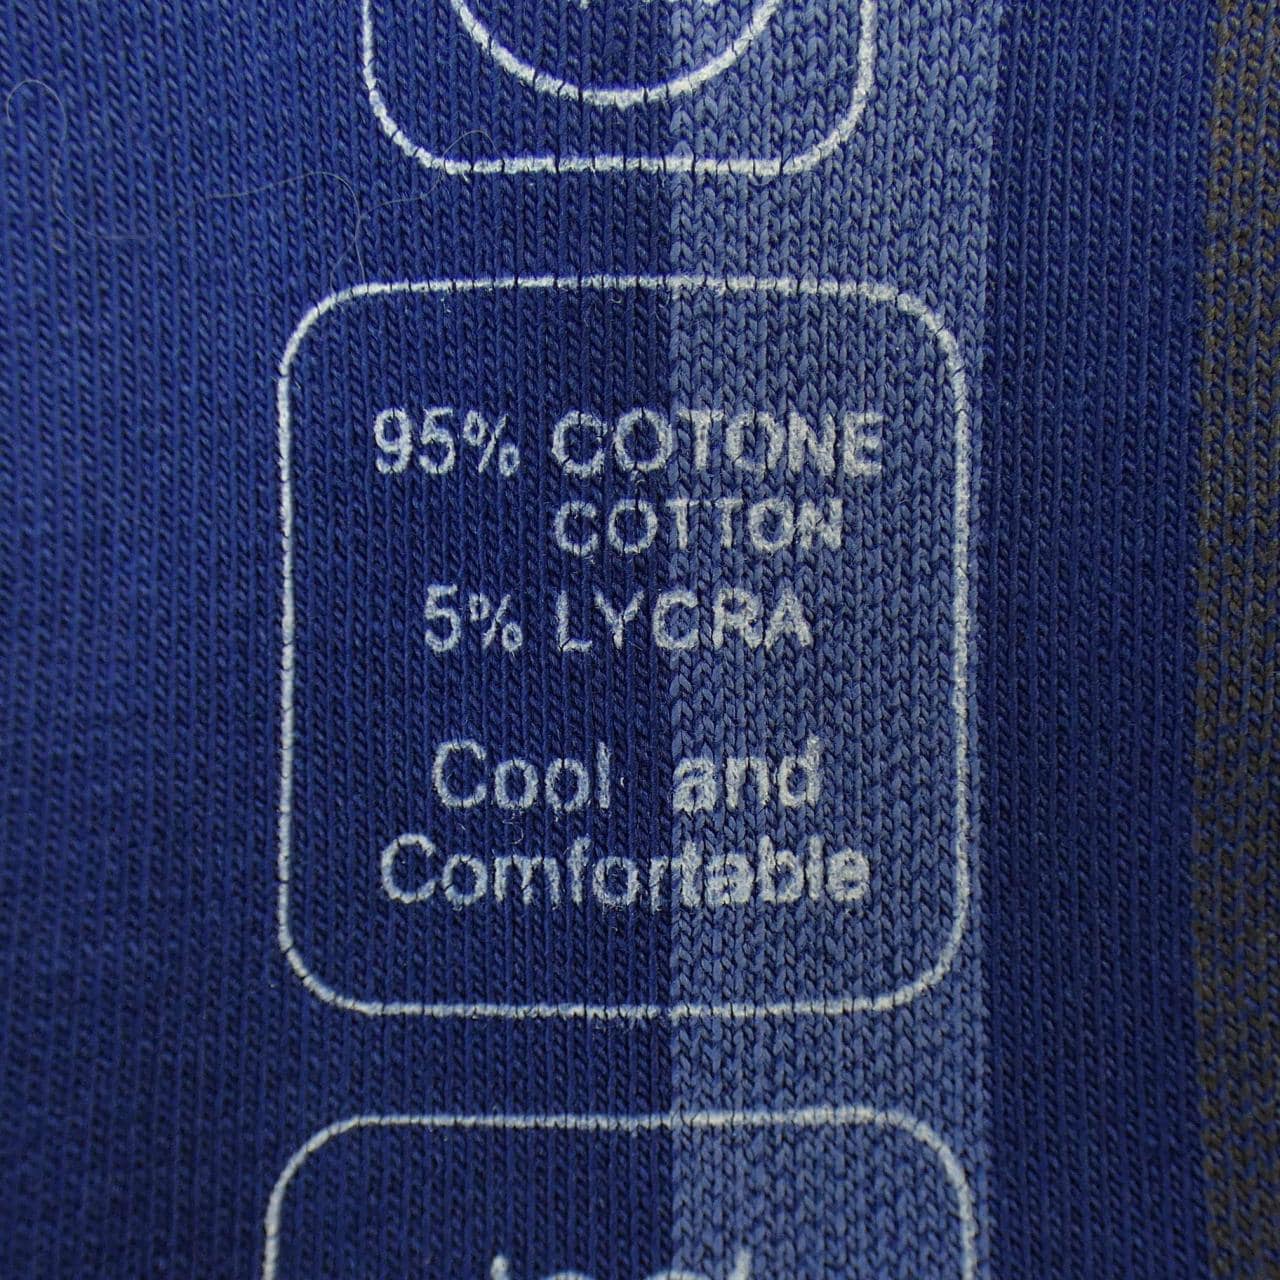 95% COTONE
COTTON
5% LYCRA
Cool and
Comfortable